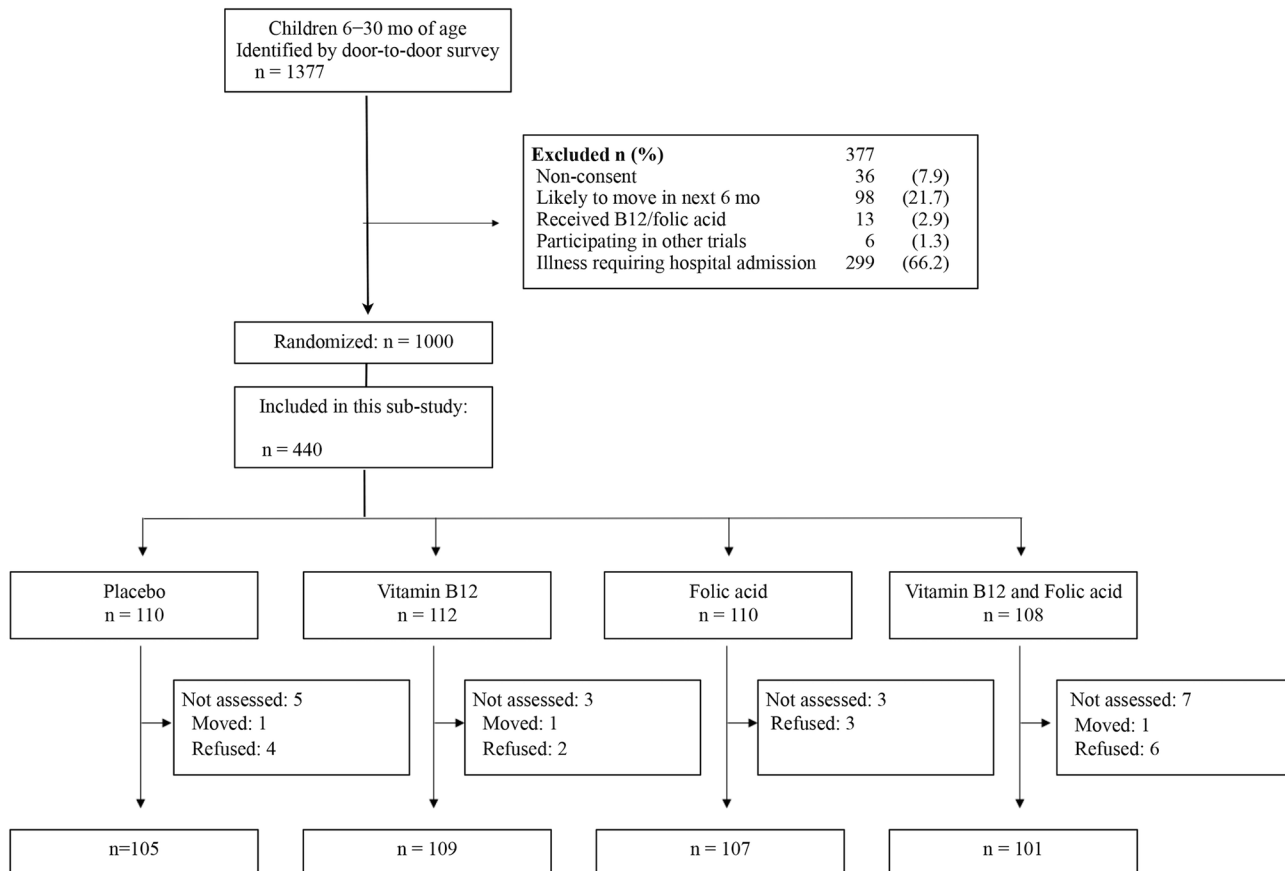 Children 6−30 mo of age
Identified by door-to-door survey
n = 1377
Excluded n (%) 377
Non-consent 36 (7.9)
Likely to move in next 6 mo 98 (21.7)
Received B12/folic acid 13 (2.9)
Participating in other trials 6 (1.3)
Illness requiring hospital admission 299 (66.2)
Randomized: n = 1000
Included in this sub-study:
n = 440
Placebo
n = 110
Vitamin B12
n = 112
Folic acid
n = 110
Vitamin B12 and Folic acid
n = 108
Not assessed: 5
Moved: 1
Refused: 4
Not assessed: 3
Moved: 1
Refused: 2
Not assessed: 3
Refused: 3
Not assessed: 7
Moved: 1
Refused: 6
n=105
n = 109
n = 107
n = 101